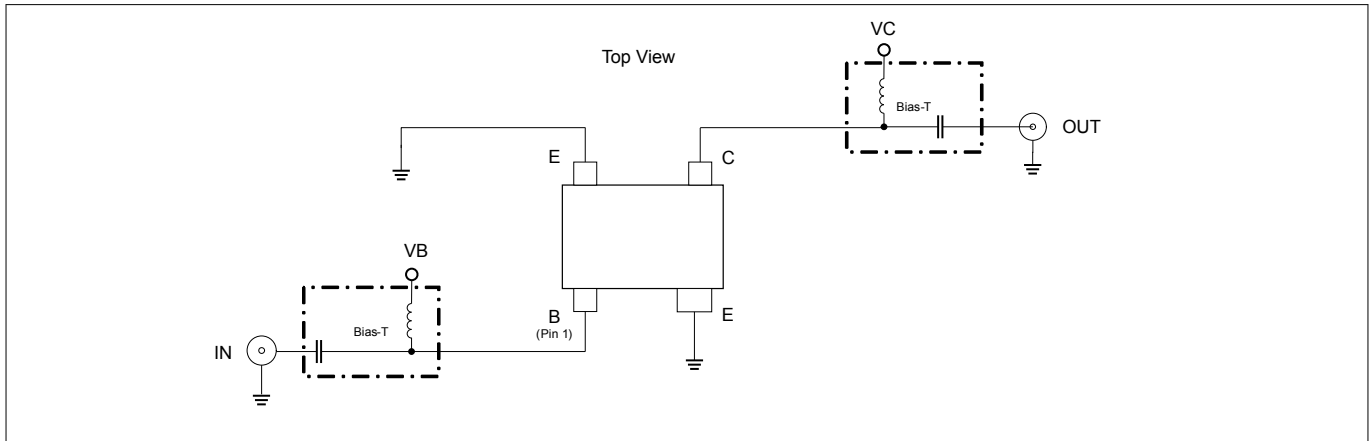 Top View
VC
Bias-T
OUT
E
C
VB
Bias-T
IN
B
(Pin 1)
E